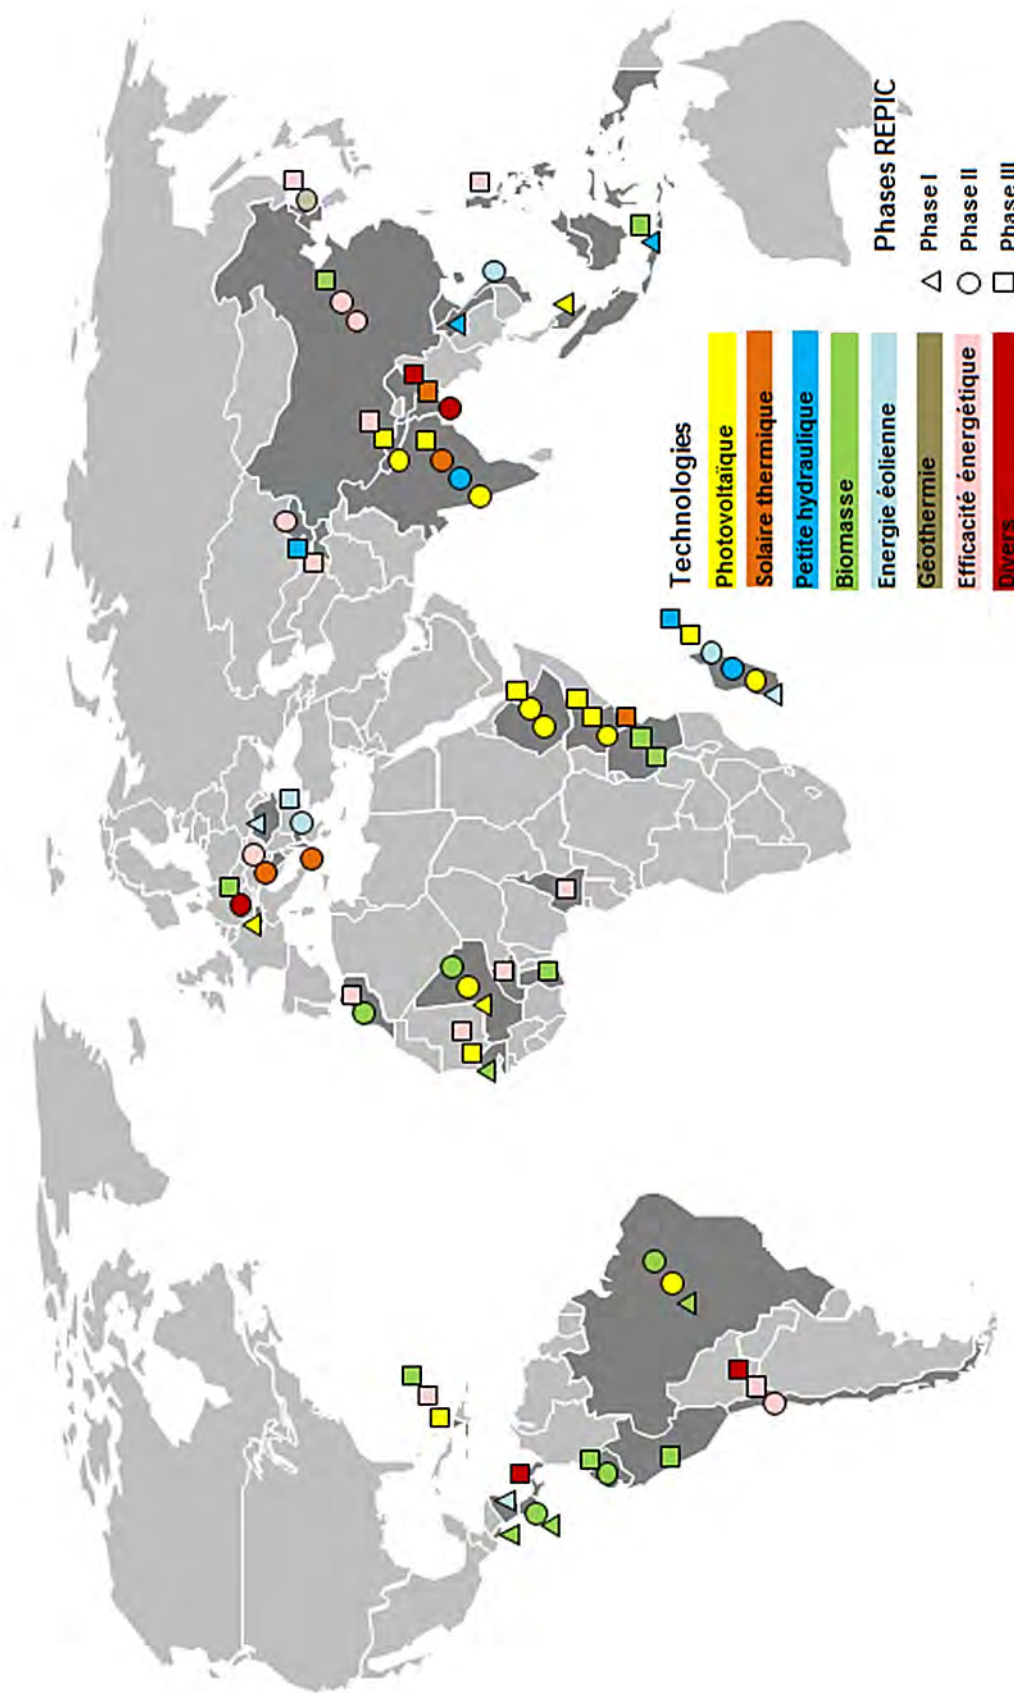 Technologies
Photovoltaïque
Solaire thermique
Petite hydraulique
Biomasse
Energie éolienne
Géothermie
Efficacité énergétique
Divers
Phases REPIC
Phase I
Phase II
Phase III